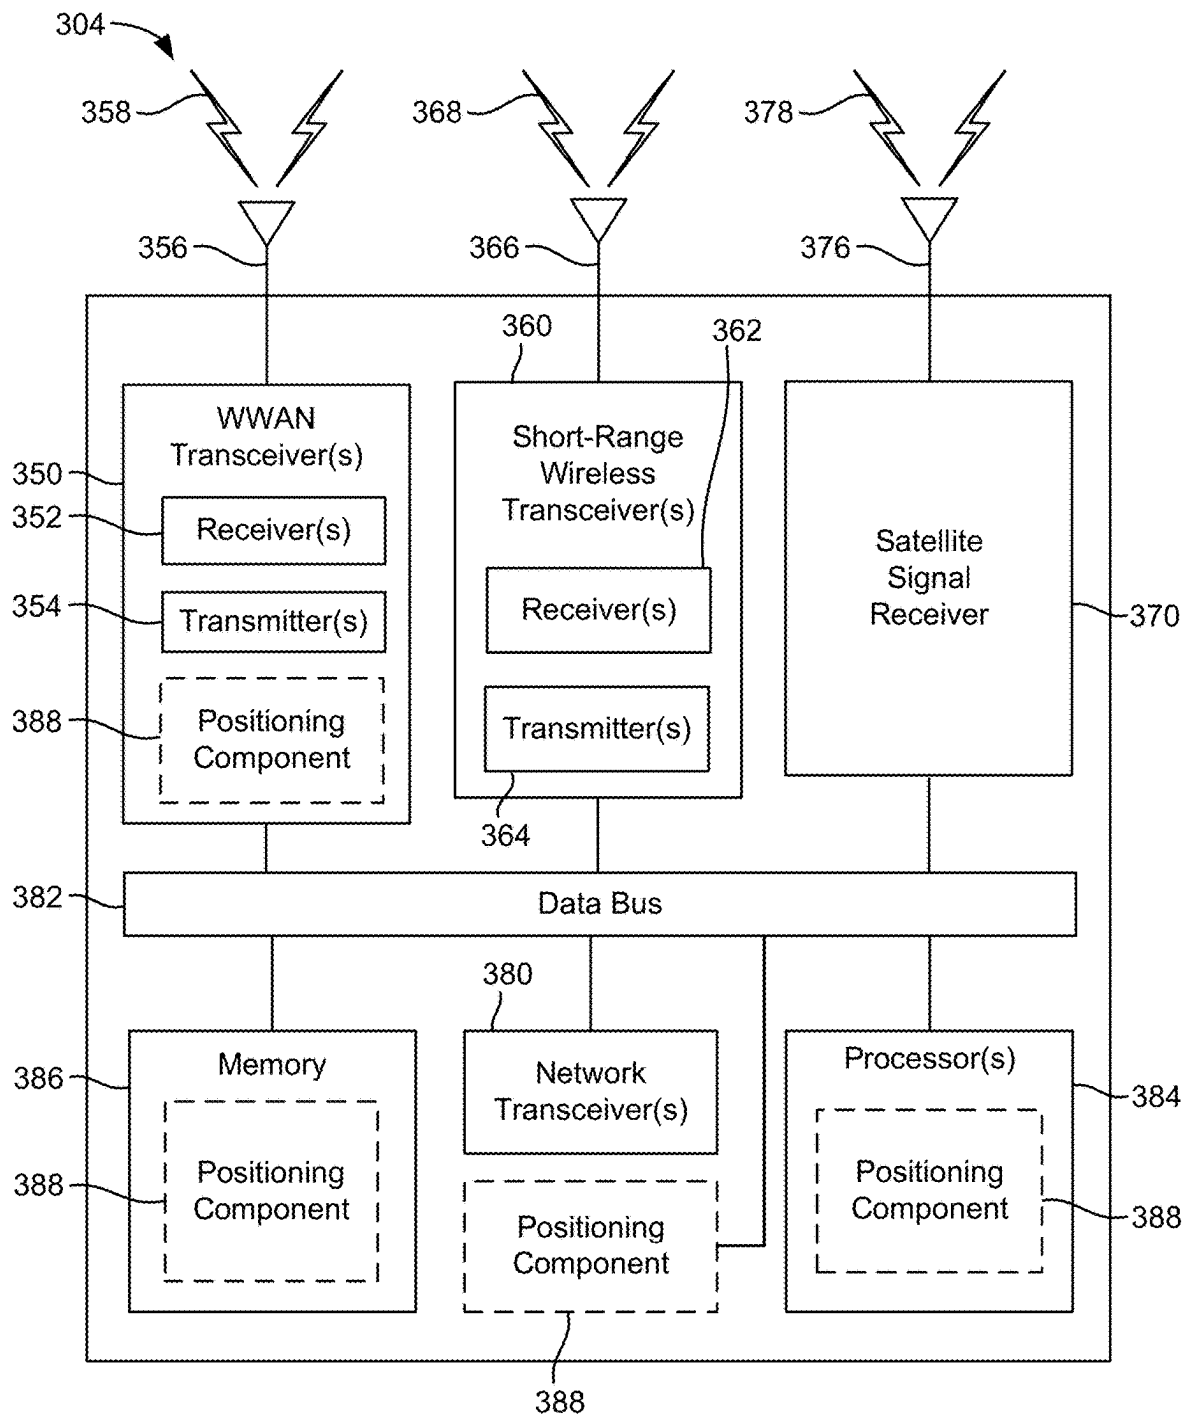 304
358
368
378
356
366
376
360
362
WWAN
Transceiver(s)
350
352
Receiver(s)
354
Transmitter(s)
388
Positioning
Component
Short-Range
Wireless
Transceiver(s)
Receiver(s)
Transmitter(s)
364
Satellite
Signal
Receiver
370
382
Data Bus
380
386
Memory
388
Positioning
Component
Network
Transceiver(s)
Positioning
Component
388
Processor(s)
384
Positioning
Component
388